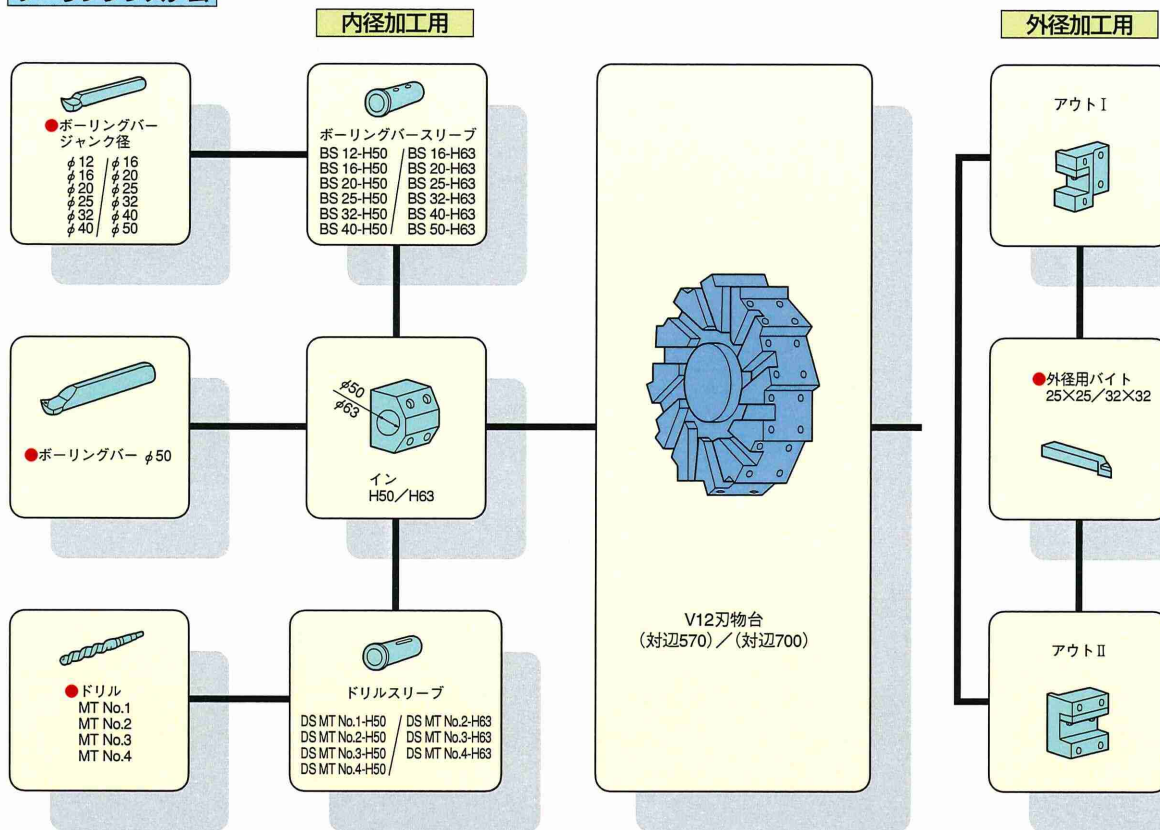 内径加工用
外径加工用
●ボーリングバー
ジャンク径
φ12 / φ16
φ16 / φ20
φ20 / φ25
φ25 / φ32
φ32 / φ40
φ40 / φ50
ボーリングバースリーブ
BS 12-H50 / BS 16-H63
BS 16-H50 / BS 20-H63
BS 20-H50 / BS 25-H63
BS 25-H50 / BS 32-H63
BS 32-H50 / BS 40-H63
BS 40-H50 / BS 50-H63
●ボーリングバー φ50
φ50
φ63
イン
H50/H63
●ドリル
MT No.1
MT No.2
MT No.3
MT No.4
ドリルスリーブ
DS MT No.1-H50 / DS MT No.2-H63
DS MT No.2-H50 / DS MT No.3-H63
DS MT No.3-H50 / DS MT No.4-H63
DS MT No.4-H50 /
V12刃物台
(対辺570)/(対辺700)
アウトⅠ
●外径用バイト
25×25/32×32
アウトⅡ